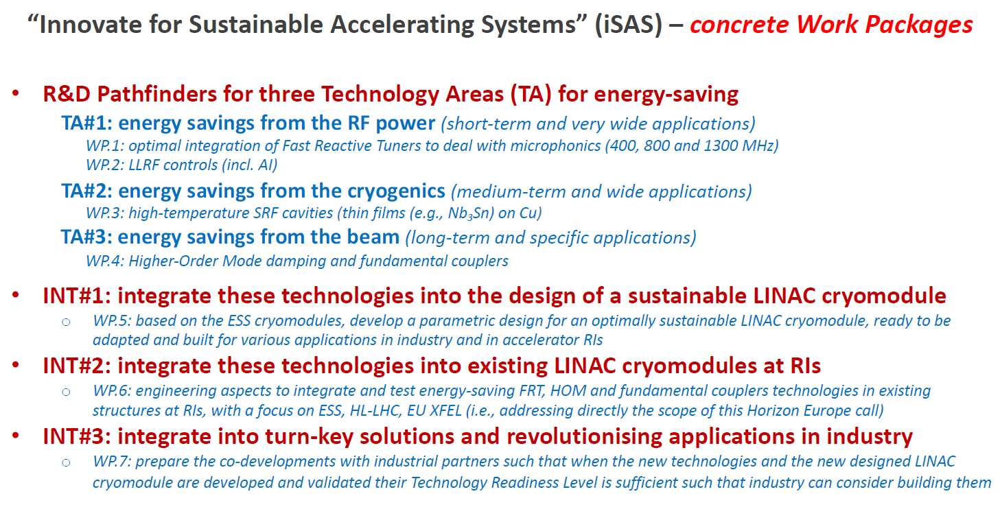 “Innovate for Sustainable Accelerating Systems” (iSAS) – concrete Work Packages
• R&D Pathfinders for three Technology Areas (TA) for energy-saving
TA#1: energy savings from the RF power (short-term and very wide applications)
WP.1: optimal integration of Fast Reactive Tuners to deal with microphonics (400, 800 and 1300 MHz)
WP.2: LLRF controls (incl. AI)
TA#2: energy savings from the cryogenics (medium-term and wide applications)
WP.3: high-temperature SRF cavities (thin films (e.g., Nb₃Sn) on Cu)
TA#3: energy savings from the beam (long-term and specific applications)
WP.4: Higher-Order Mode damping and fundamental couplers
• INT#1: integrate these technologies into the design of a sustainable LINAC cryomodule
○ WP.5: based on the ESS cryomodules, develop a parametric design for an optimally sustainable LINAC cryomodule, ready to be
adapted and built for various applications in industry and in accelerator RIs
• INT#2: integrate these technologies into existing LINAC cryomodules at RIs
○ WP.6: engineering aspects to integrate and test energy-saving FRT, HOM and fundamental couplers technologies in existing
structures at RIs, with a focus on ESS, HL-LHC, EU XFEL (i.e., addressing directly the scope of this Horizon Europe call)
• INT#3: integrate into turn-key solutions and revolutionising applications in industry
○ WP.7: prepare the co-developments with industrial partners such that when the new technologies and the new designed LINAC
cryomodule are developed and validated their Technology Readiness Level is sufficient such that industry can consider building them